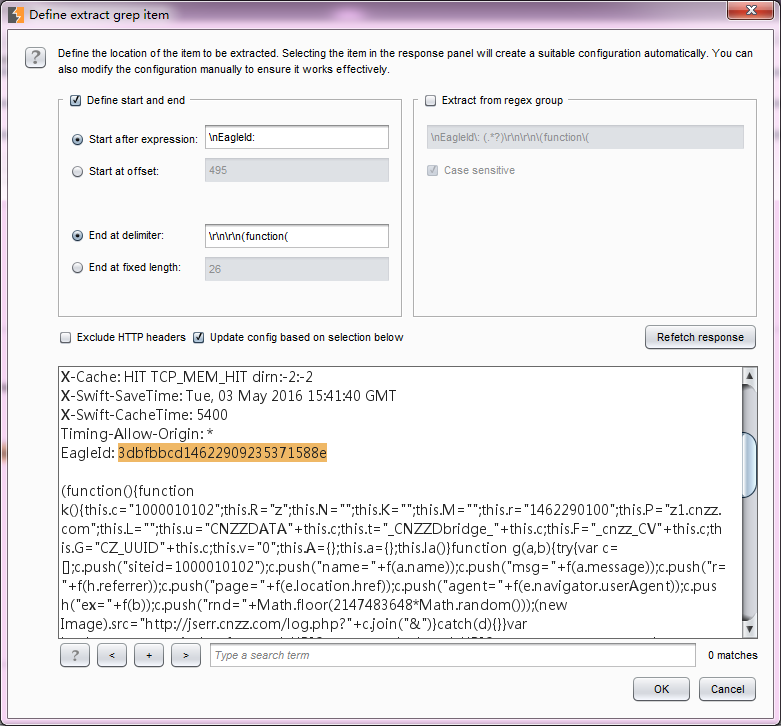 Define extract grep item
Define the location of the item to be extracted. Selecting the item in the response panel will create a suitable configuration automatically. You can
also modify the configuration manually to ensure it works effectively.
Define start and end
Start after expression: \nEagleId:
Start at offset: 495
End at delimiter: \r\n\r\n(function(
End at fixed length: 26
Extract from regex group
\nEagleId\: (.*?)\r\n\r\n\(function\(
Case sensitive
Exclude HTTP headers Update config based on selection below
Refetch response
X-Cache: HIT TCP_MEM_HIT dirn:-2:-2
X-Swift-SaveTime: Tue, 03 May 2016 15:41:40 GMT
X-Swift-CacheTime: 5400
Timing-Allow-Origin: *
EagleId: 3dbfbbcd14622909235371588e
(function(){function
k(){this.c="1000010102";this.R="z";this.N="";this.K="";this.M="";this.r="1462290100";this.P="z1.cnzz.
com";this.L="";this.u="CNZZDATA"+this.c;this.t="_CNZZDbridge_"+this.c;this.F="_cnzz_CV"+this.c;th
is.G="CZ_UUID"+this.c;this.v="0";this.A={};this.a={};this.la()}function g(a,b){try{var c=
[];c.push("siteid=1000010102");c.push("name="+f(a.name));c.push("msg="+f(a.message));c.push("r=
"+f(h.referrer));c.push("page="+f(e.location.href));c.push("agent="+f(e.navigator.userAgent));c.pus
h("ex="+f(b));c.push("rnd="+Math.floor(2147483648*Math.random()));(new
Image).src="http://jserr.cnzz.com/log.php?"+c.join("&")}catch(d){}}var
? < + > Type a search term 0 matches
OK Cancel